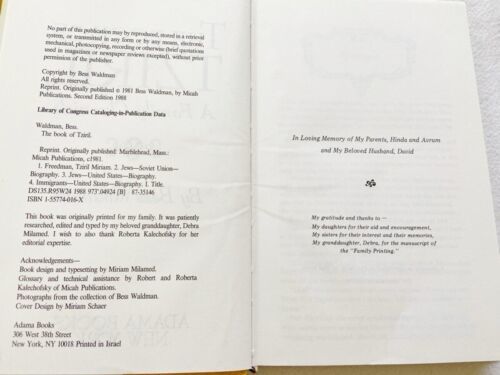 No part of this publication may be reproduced, stored in a retrieval
system, or transmitted in any form or by any means, electronic,
mechanical, photocopying, recording or otherwise (brief quotations
used in magazines or newspaper reviews excepted), without prior
permission of the publisher.
Copyright by Bess Waldman
All rights reserved.
Reprint. Originally published © 1981 Bess Waldman, by Micah
Publications. Second Edition 1988
Library of Congress Cataloging-in-Publication Data
Waldman, Bess.
The book of Tziril.
Reprint. Originally published: Marblehead, Mass.:
Micah Publications, c1981.
1. Freedman, Tziril Miriam. 2. Jews—Soviet Union—
Biography. 3. Jews—United States—Biography.
4. Immigrants—United States—Biography. I. Title.
DS135.R95W24 1988 973'.04924 [B] 87-35146
ISBN 1-55774-016-X
This book was originally printed for my family. It was patiently
researched, edited and typed by my beloved granddaughter, Debra
Milamed. I wish to also thank Roberta Kalechofsky for her
editorial expertise.
Acknowledgements—
Book design and typesetting by Miriam Milamed.
Glossary and technical assistance by Robert and Roberta
Kalechofsky of Micah Publications.
Photographs from the collection of Bess Waldman.
Cover Design by Miriam Schaer
Adama Books
306 West 38th Street
New York, NY 10018 Printed in Israel
In Loving Memory of My Parents, Hinda and Avrum
and My Beloved Husband, David
My gratitude and thanks to—
My daughters for their aid and encouragement,
My sisters for their interest and their memories,
My granddaughter, Debra, for the manuscript of
the "Family Printing."